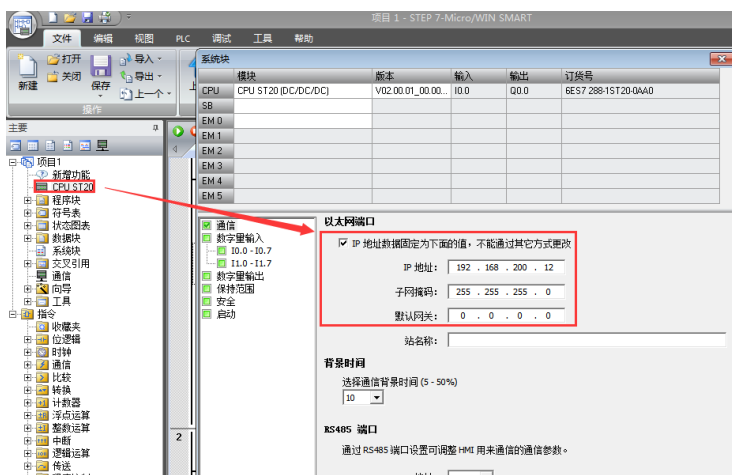 项目 1 - STEP 7-Micro/WIN SMART
文件 编辑 视图 PLC 调试 工具 帮助
新建 打开 关闭 保存 导入 导出 上一个
操作
主要
项目1
新增功能
CPU ST20
程序块
符号表
状态图表
数据块
系统块
交叉引用
通信
向导
工具
指令
收藏夹
位逻辑
时钟
通信
比较
转换
计数器
浮点运算
整数运算
中断
逻辑运算
传送
2
系统块
模块 版本 输入 输出 订货号
CPU CPU ST20 (DC/DC/DC) V02.00.01_00.00... I0.0 Q0.0 6ES7 288-1ST20-0AA0
SB
EM 0
EM 1
EM 2
EM 3
EM 4
EM 5
通信
数字量输入
I0.0 - I0.7
I1.0 - I1.7
数字量输出
保持范围
安全
启动
以太网端口
IP 地址数据固定为下面的值，不能通过其它方式更改
IP 地址： 192 . 168 . 200 . 12
子网掩码： 255 . 255 . 255 . 0
默认网关： 0 . 0 . 0 . 0
站名称：
背景时间
选择通信背景时间 (5 - 50%)
10
RS485 端口
通过 RS485 端口设置可调整 HMI 用来通信的通信参数。